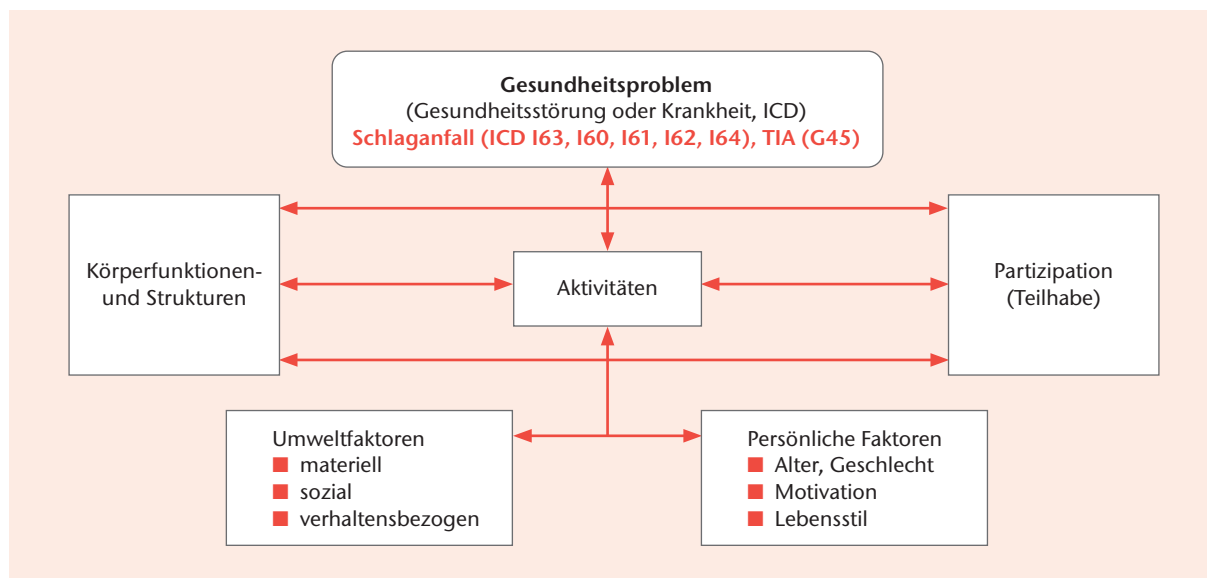 Gesundheitsproblem
(Gesundheitsstörung oder Krankheit, ICD)
Schlaganfall (ICD I63, I60, I61, I62, I64), TIA (G45)
Körperfunktionen-
und Strukturen
Aktivitäten
Partizipation
(Teilhabe)
Umweltfaktoren
materiell
sozial
verhaltensbezogen
Persönliche Faktoren
Alter, Geschlecht
Motivation
Lebensstil